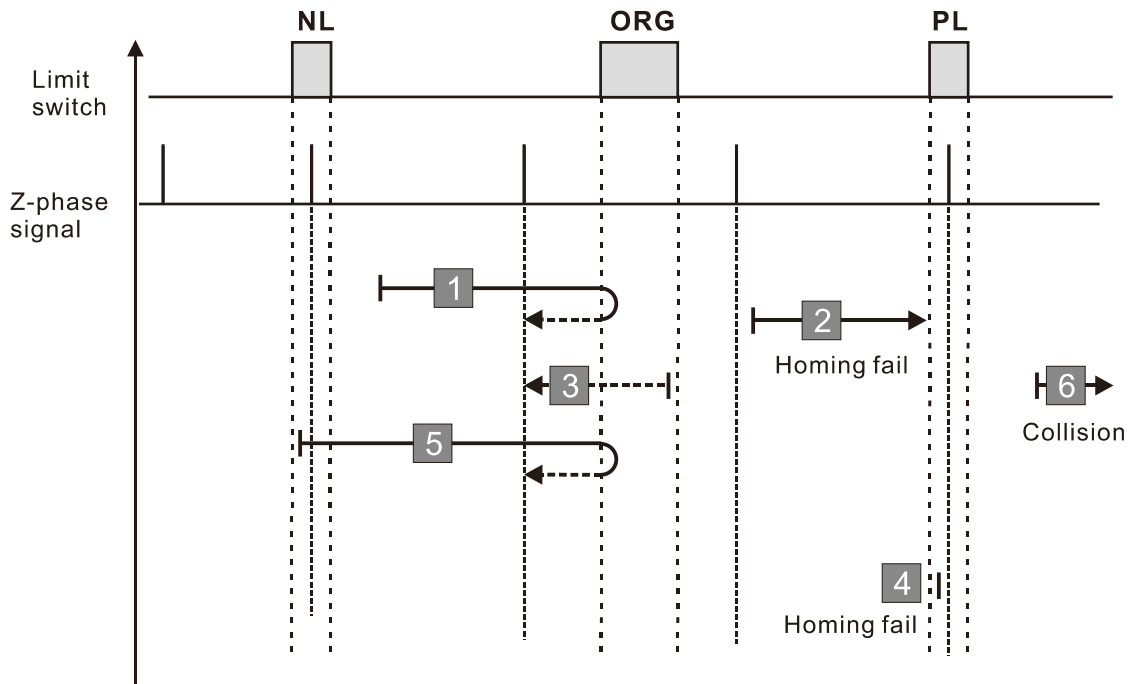 NL
ORG
PL
Limit
switch
Z-phase
signal
1
2
Homing fail
3
6
Collision
5
4
Homing fail